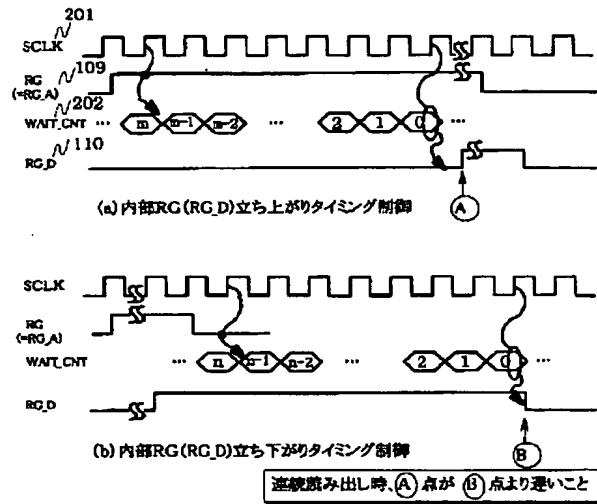 201
SCLK
109
RG
(=RG_A)
202
WAIT_CNT ... m m-1 m-2 ... 2 1 0 ...
110
RG_D
A
(a) 内部RG(RG_D)立ち上がりタイミング制御
SCLK
RG
(=RG_A)
WAIT_CNT ... n n-1 n-2 ... 2 1 0 ...
RG_D
B
(b) 内部RG(RG_D)立ち下がりタイミング制御
連続読み出し時、A点がB点より遅いこと